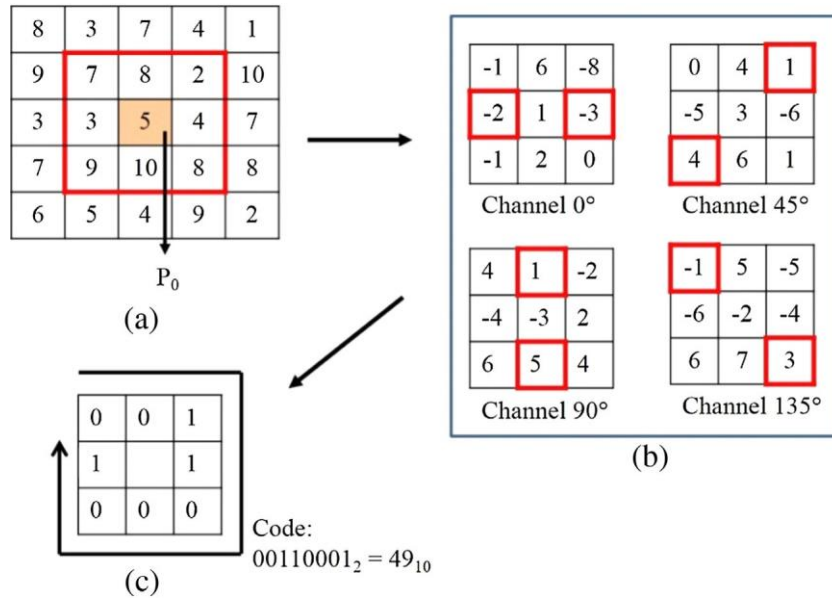 8 3 7 4 1
9 7 8 2 10
3 3 5 4 7
7 9 10 8 8
6 5 4 9 2
P₀
(a)
-1 6 -8
-2 1 -3
-1 2 0
Channel 0°
0 4 1
-5 3 -6
4 6 1
Channel 45°
4 1 -2
-4 -3 2
6 5 4
Channel 90°
-1 5 -5
-6 -2 -4
6 7 3
Channel 135°
(b)
0 0 1
1 1
0 0 0
Code:
00110001₂ = 49₁₀
(c)